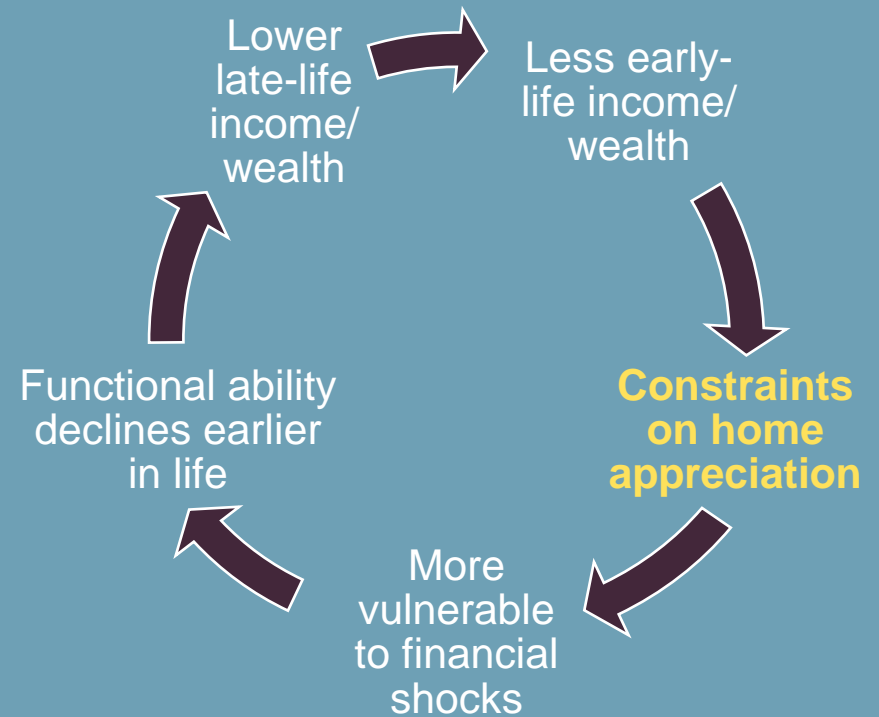 Lower
late-life
income/
wealth
Less early-
life income/
wealth
Constraints
on home
appreciation
More
vulnerable
to financial
shocks
Functional ability
declines earlier
in life